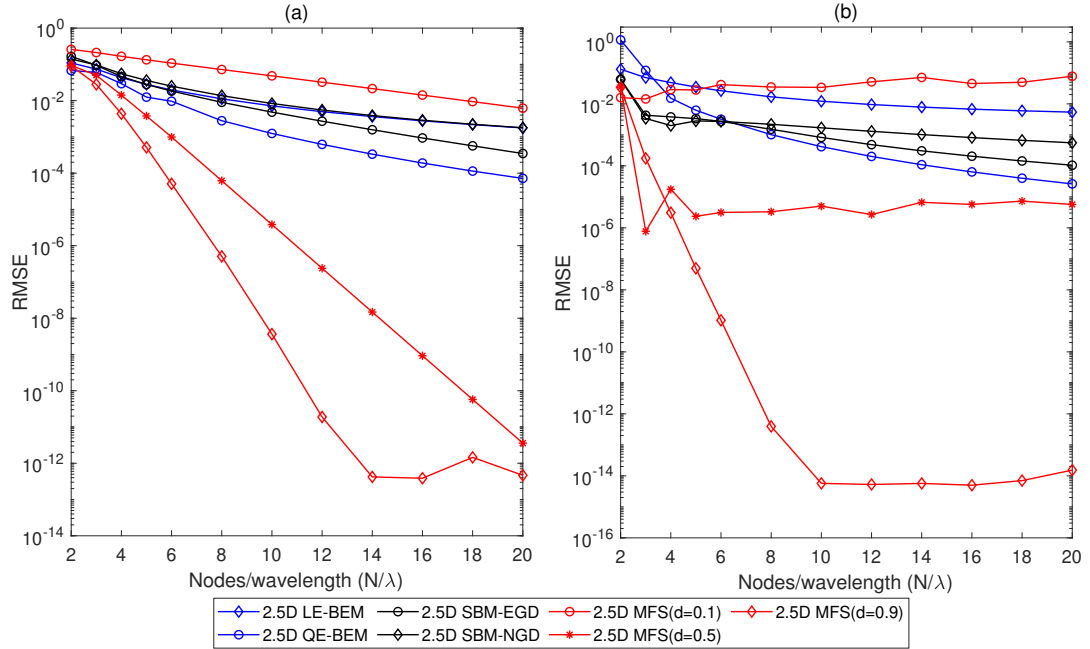 (a)
(b)
RMSE
10^0
10^-2
10^-4
10^-6
10^-8
10^-10
10^-12
10^-14
2 4 6 8 10 12 14 16 18 20
Nodes/wavelength (N/λ)
RMSE
10^0
10^-2
10^-4
10^-6
10^-8
10^-10
10^-12
10^-14
10^-16
2 4 6 8 10 12 14 16 18 20
Nodes/wavelength (N/λ)
2.5D LE-BEM 2.5D SBM-EGD 2.5D MFS(d=0.1) 2.5D MFS(d=0.9)
2.5D QE-BEM 2.5D SBM-NGD 2.5D MFS(d=0.5)